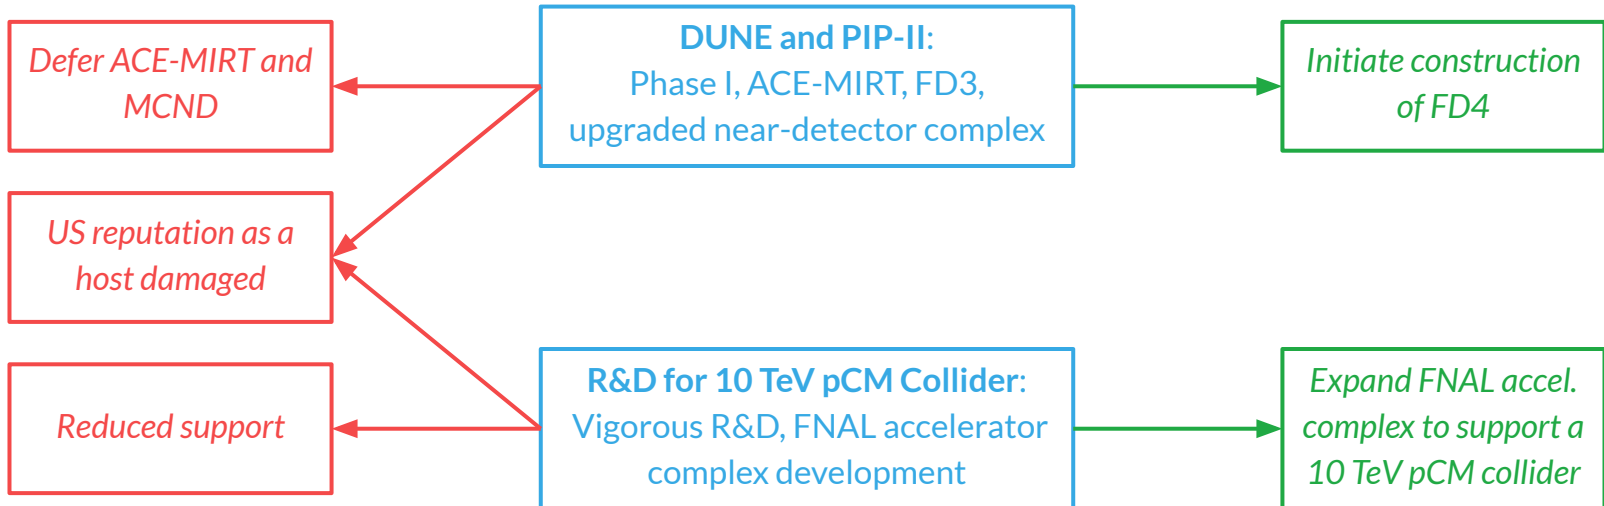 Defer ACE-MIRT and
MCND
DUNE and PIP-II:
Phase I, ACE-MIRT, FD3,
upgraded near-detector complex
Initiate construction
of FD4
US reputation as a
host damaged
Reduced support
R&D for 10 TeV pCM Collider:
Vigorous R&D, FNAL accelerator
complex development
Expand FNAL accel.
complex to support a
10 TeV pCM collider